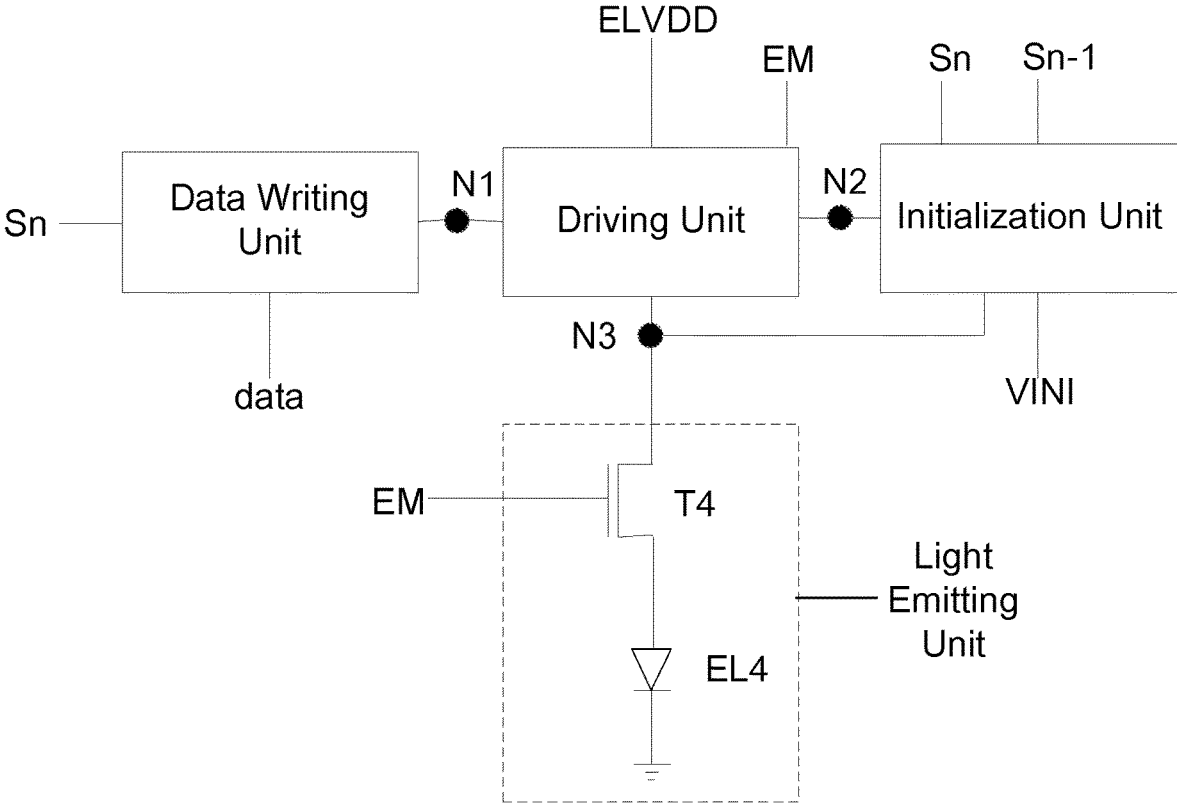 ELVDD
EM
Sn
Sn-1
Data Writing
Unit
N1
Driving Unit
N2
Initialization Unit
Sn
N3
data
VINI
EM
T4
Light
Emitting
Unit
EL4